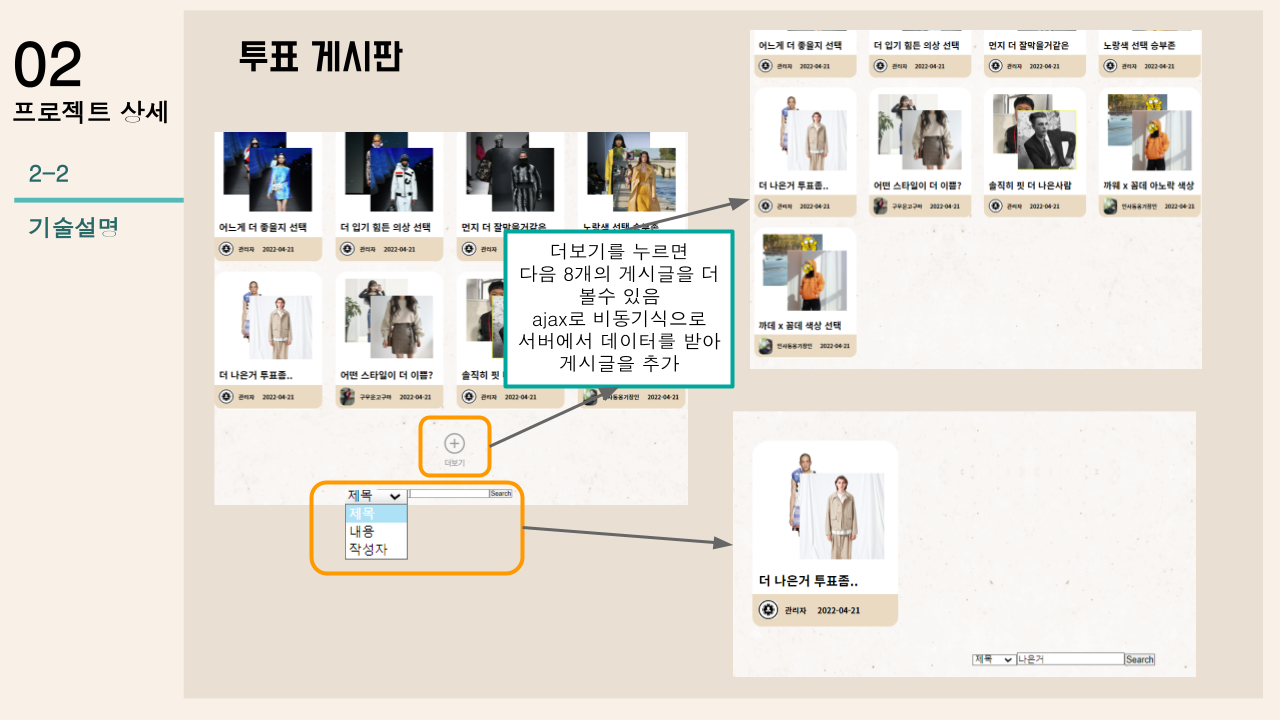 02
프로젝트 상세
2-2
기술설명
투표 게시판
어느게 더 좋을지 선택
더 입기 힘든 의상 선택
먼지 더 잘막을거같은
노랑색 선택 승부존
관리자 2022-04-21
관리자 2022-04-21
관리자
더 나은거 투표좀..
어떤 스타일이 더 이쁨?
솔직히 핏
관리자 2022-04-21
구우운고구마 2022-04-21
관리자 2022-04-21
인사동용기장인 2022-04-21
더보기
제목
Search
제목
내용
작성자
더보기를 누르면
다음 8개의 게시글을 더
볼수 있음
ajax로 비동기식으로
서버에서 데이터를 받아
게시글을 추가
어느게 더 좋을지 선택
더 입기 힘든 의상 선택
먼지 더 잘막을거같은
노랑색 선택 승부존
관리자 2022-04-21
관리자 2022-04-21
관리자 2022-04-21
관리자 2022-04-21
더 나은거 투표좀..
어떤 스타일이 더 이쁨?
솔직히 핏 더 나은사람
까웨 x 꼼데 아노락 색상
관리자 2022-04-21
구우운고구마 2022-04-21
관리자 2022-04-21
인사동용기장인 2022-04-21
까데 x 꼼데 색상 선택
인사동용기장인 2022-04-21
더 나은거 투표좀..
관리자 2022-04-21
제목 나은거 Search